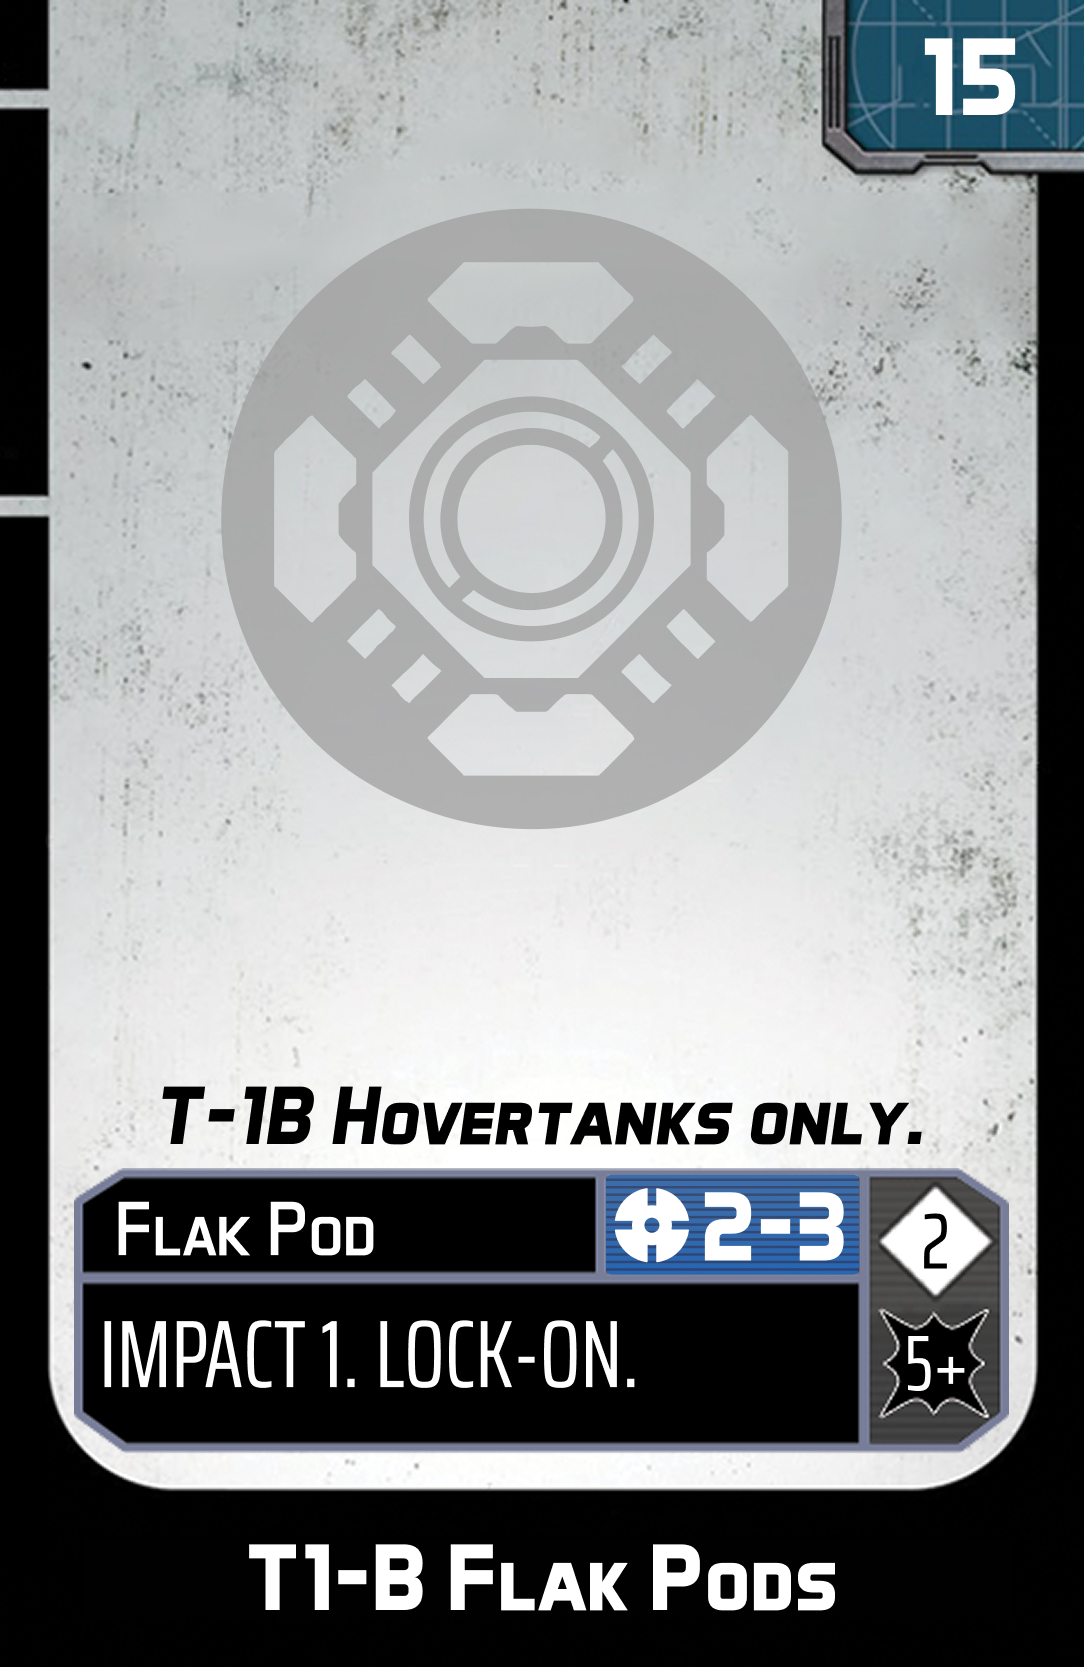 15
T-1B Hovertanks only.
Flak Pod
2-3
2
IMPACT 1. LOCK-ON.
5+
T1-B Flak Pods